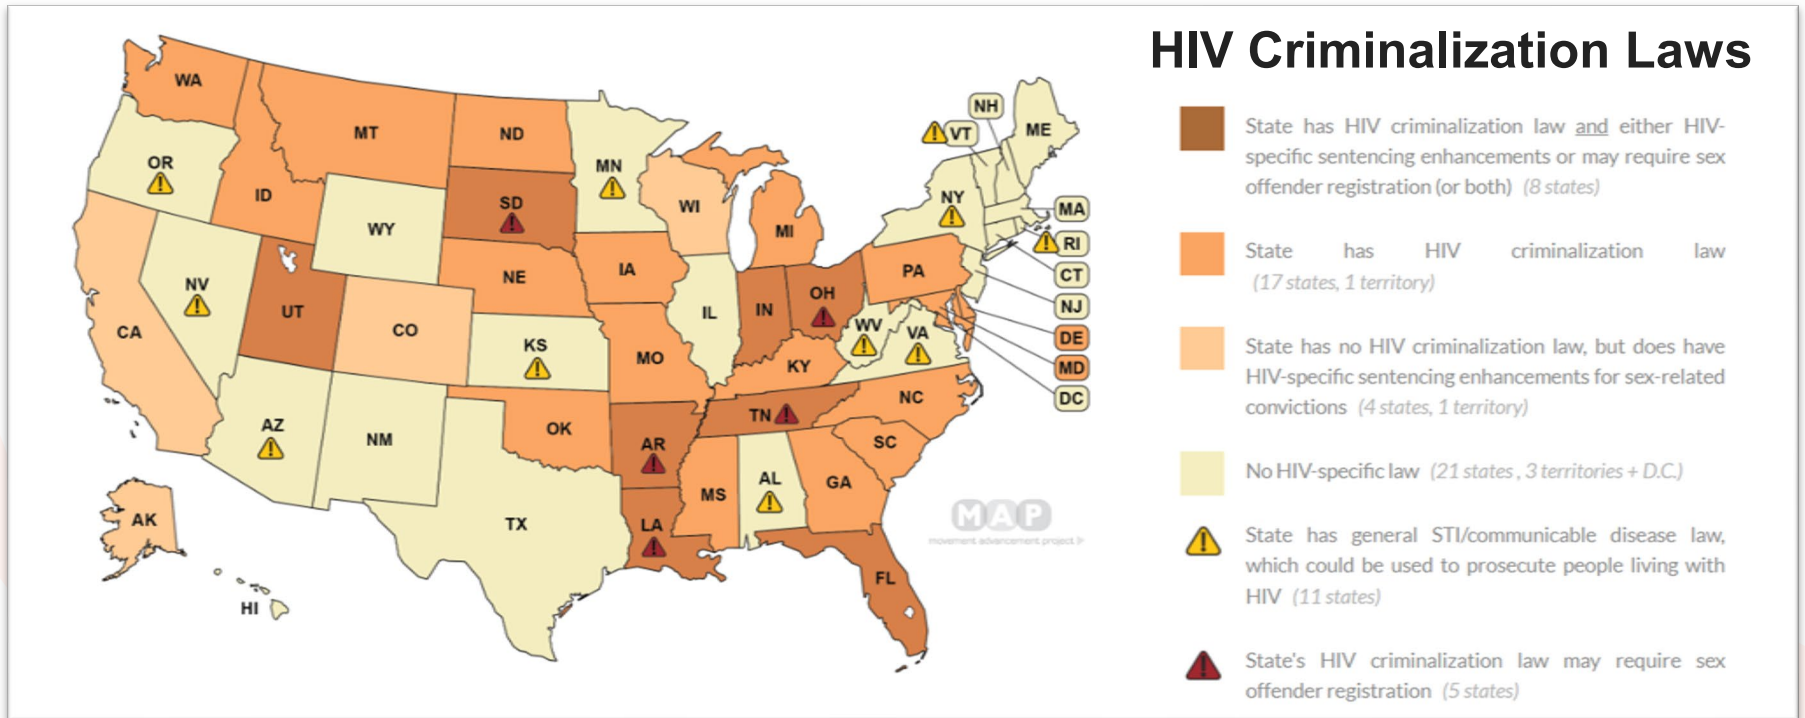 HIV Criminalization Laws
WA
MT
ND
MN
OR
ID
SD
WI
MI
NH
VT
ME
NY
MA
RI
CT
NJ
DE
MD
DC
WY
NE
IA
PA
NV
UT
CO
CA
KS
MO
IL
IN
OH
WV
VA
KY
AZ
NM
OK
AR
TN
NC
SC
TX
LA
MS
AL
GA
FL
AK
HI
MAP
movement advancement project
State has HIV criminalization law and either HIV-
specific sentencing enhancements or may require sex
offender registration (or both) (8 states)
State has HIV criminalization law
(17 states, 1 territory)
State has no HIV criminalization law, but does have
HIV-specific sentencing enhancements for sex-related
convictions (4 states, 1 territory)
No HIV-specific law (21 states , 3 territories + D.C.)
State has general STI/communicable disease law,
which could be used to prosecute people living with
HIV (11 states)
State's HIV criminalization law may require sex
offender registration (5 states)